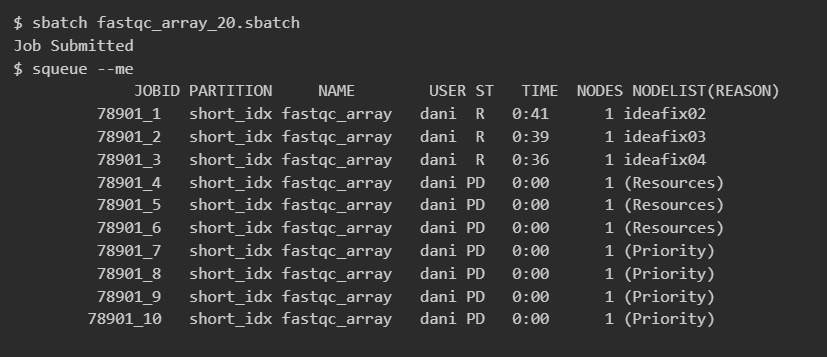 $ sbatch fastqc_array_20.sbatch
Job Submitted
$ squeue --me
JOBID PARTITION NAME USER ST TIME NODES NODELIST(REASON)
78901_1 short_idx fastqc_array dani R 0:41 1 ideafix02
78901_2 short_idx fastqc_array dani R 0:39 1 ideafix03
78901_3 short_idx fastqc_array dani R 0:36 1 ideafix04
78901_4 short_idx fastqc_array dani PD 0:00 1 (Resources)
78901_5 short_idx fastqc_array dani PD 0:00 1 (Resources)
78901_6 short_idx fastqc_array dani PD 0:00 1 (Resources)
78901_7 short_idx fastqc_array dani PD 0:00 1 (Priority)
78901_8 short_idx fastqc_array dani PD 0:00 1 (Priority)
78901_9 short_idx fastqc_array dani PD 0:00 1 (Priority)
78901_10 short_idx fastqc_array dani PD 0:00 1 (Priority)